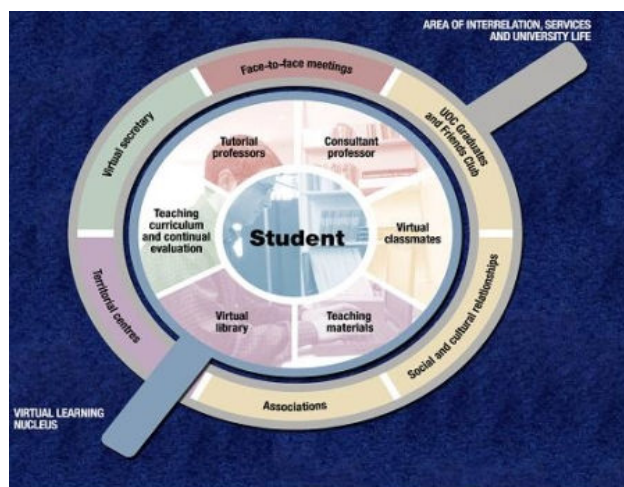 AREA OF INTERRELATION, SERVICES
AND UNIVERSITY LIFE
Face-to-face meetings
UOC Graduates
and Friends Club
Virtual secretary
Tutorial
professors
Consultant
professor
Teaching
curriculum
and continual
evaluation
Student
Virtual
classmates
Virtual
library
Teaching
materials
Territorial centres
Social and cultural relationships
Associations
VIRTUAL LEARNING
NUCLEUS